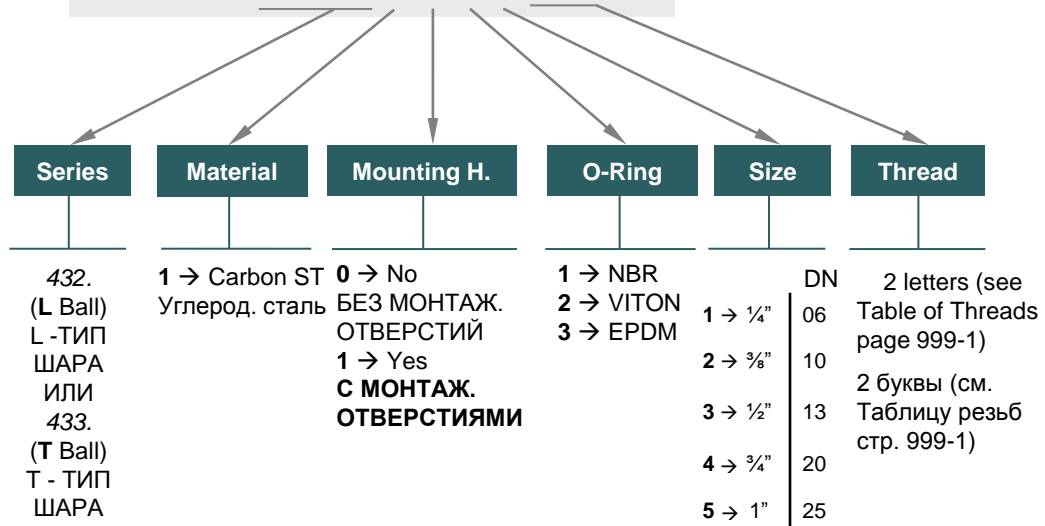 Series
Material
Mounting H.
O-Ring
Size
Thread
432.
(L Ball)
L -ТИП
ШАРА
ИЛИ
433.
(T Ball)
Т - ТИП
ШАРА
1 → Carbon ST
Углерод. сталь
0 → No
БЕЗ МОНТАЖ.
ОТВЕРСТИЙ
1 → Yes
С МОНТАЖ.
ОТВЕРСТИЯМИ
1 → NBR
2 → VITON
3 → EPDM
DN
1 → ¼” 06
2 → ⅜” 10
3 → ½” 13
4 → ¾” 20
5 → 1” 25
2 letters (see
Table of Threads
page 999-1)
2 буквы (см.
Таблицу резьб
стр. 999-1)